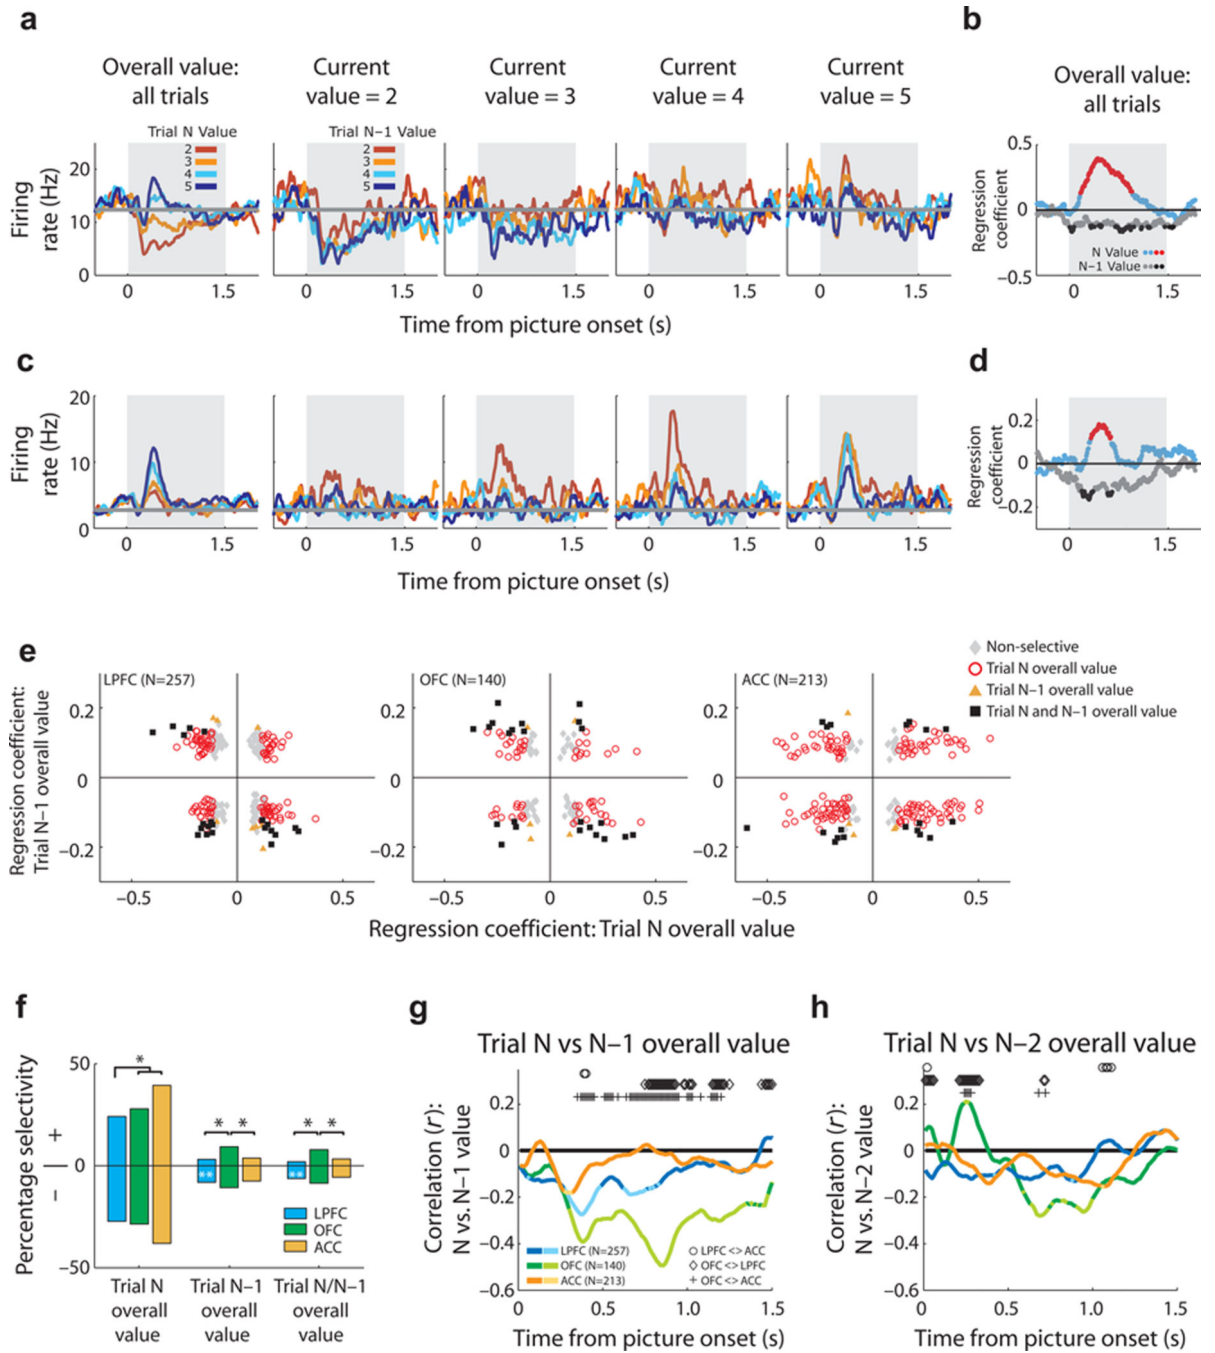 a
b
Overall value:
all trials
Current
value = 2
Current
value = 3
Current
value = 4
Current
value = 5
Overall value:
all trials
Trial N Value
2
3
4
5
Trial N−1 Value
2
3
4
5
Firing
rate (Hz)
20
10
0
0 1.5
0 1.5
0 1.5
0 1.5
0 1.5
Time from picture onset (s)
Regression
coefficient
0.5
0
−0.5
N Value
N−1 Value
0 1.5
c
d
Firing
rate (Hz)
20
10
0
0 1.5
0 1.5
0 1.5
0 1.5
0 1.5
Time from picture onset (s)
Regression
coefficient
0.2
0
−0.2
0 1.5
e
Non-selective
Trial N overall value
Trial N−1 overall value
Trial N and N−1 overall value
Regression coefficient:
Trial N−1 overall value
LPFC (N=257)
OFC (N=140)
ACC (N=213)
0.2
0
−0.2
0.2
0
−0.2
0.2
0
−0.2
−0.5 0 0.5
−0.5 0 0.5
−0.5 0 0.5
Regression coefficient: Trial N overall value
f
Percentage selectivity
− | +
50
0
−50
*
* *
* *
**
**
LPFC
OFC
ACC
Trial N
overall
value
Trial N−1
overall
value
Trial N/N−1
overall
value
g
Trial N vs N−1 overall value
Correlation (r):
N vs. N−1 value
0.2
0
−0.2
−0.4
−0.6
LPFC (N=257)
OFC (N=140)
ACC (N=213)
LPFC <> ACC
OFC <> LPFC
OFC <> ACC
0 0.5 1.0 1.5
Time from picture onset (s)
h
Trial N vs N−2 overall value
Correlation (r):
N vs. N−2 value
0.2
0
−0.2
−0.4
−0.6
0 0.5 1.0 1.5
Time from picture onset (s)